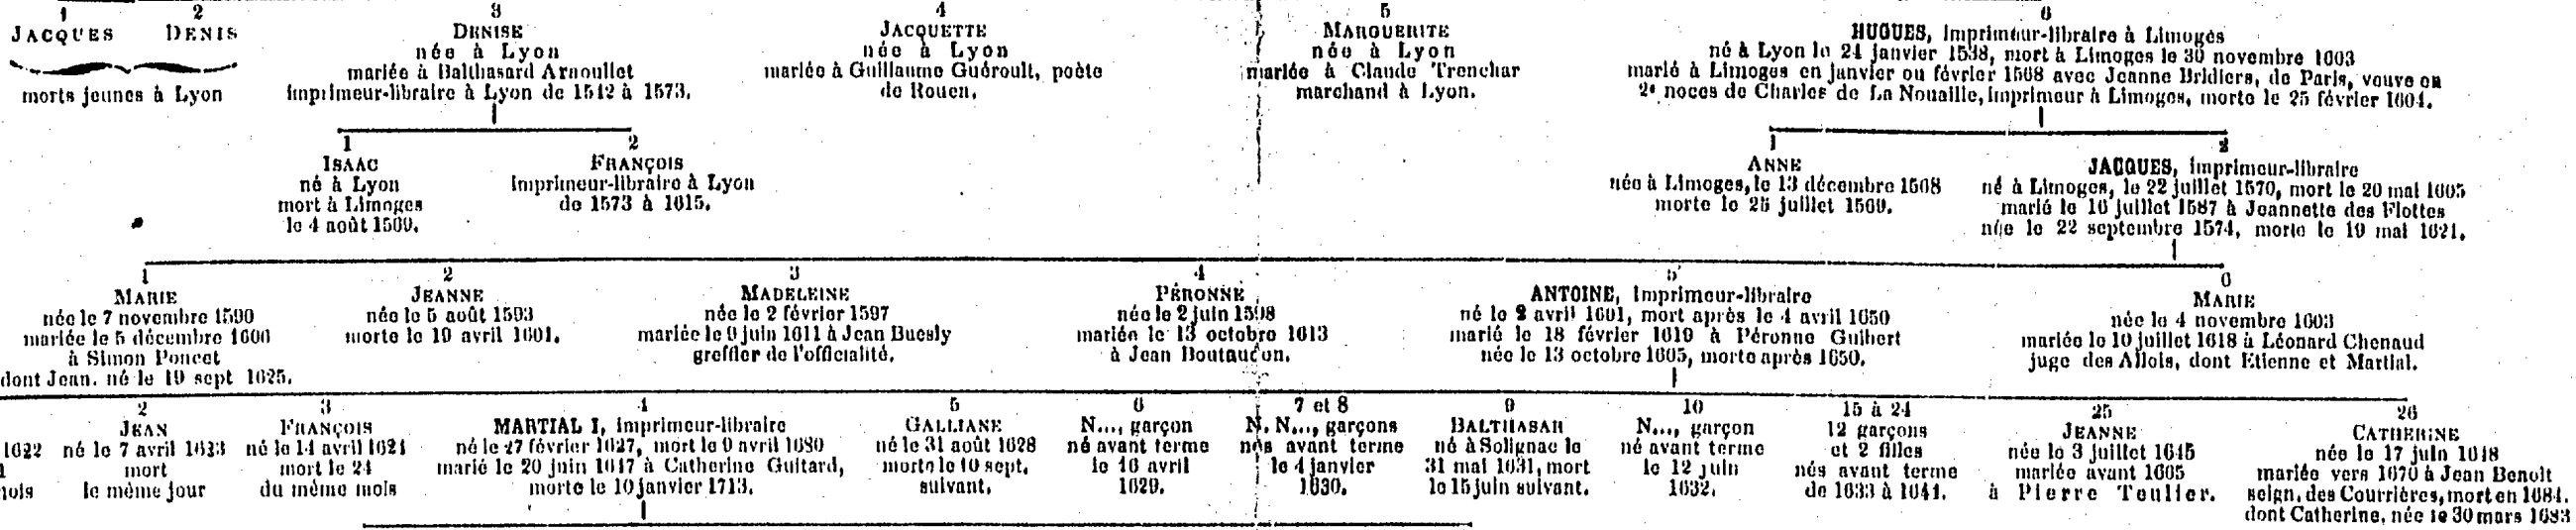 1
JACQUES
2
DENIS
morts jeunes à Lyon
3
DENISE
née à Lyon
mariée à Balthasard Arnoullet
imprimeur-libraire à Lyon de 1542 à 1573.
4
JACQUETTE
née à Lyon
mariée à Guillaume Guéroult, poète
de Rouen.
5
MARGUERITE
née à Lyon
mariée à Claude Trenchar
marchand à Lyon.
6
HUGUES, imprimeur-libraire à Limoges
né à Lyon le 24 janvier 1538, mort à Limoges le 30 novembre 1603
marié à Limoges en janvier ou février 1568 avec Jeanne Bridiers, de Paris, veuve en
2e noces de Charles de La Nouaille, imprimeur à Limoges, morte le 25 février 1604.
1
ISAAC
né à Lyon
mort à Limoges
le 4 août 1569.
2
FRANÇOIS
imprimeur-libraire à Lyon
de 1573 à 1615.
1
ANNE
née à Limoges, le 13 décembre 1568
morte le 25 juillet 1569.
2
JACQUES, imprimeur-libraire
né à Limoges, le 22 juillet 1570, mort le 20 mai 1605
marié le 16 juillet 1587 à Jeannette des Flottes
née le 22 septembre 1574, morte le 19 mai 1621.
1
MARIE
née le 7 novembre 1590
mariée le 5 décembre 1606
à Simon Poncet
dont Jean. né le 19 sept 1625.
2
JEANNE
née le 5 août 1593
morte le 19 avril 1601.
3
MADELEINE
née le 2 février 1597
mariée le 9 juin 1611 à Jean Buesly
greffier de l'officialité.
4
PÉRONNE
née le 2 juin 1598
mariée le 13 octobre 1613
à Jean Boutaudon.
5
ANTOINE, imprimeur-libraire
né le 2 avril 1601, mort après le 4 avril 1650
marié le 18 février 1619 à Péronne Guibert
née le 13 octobre 1605, morte après 1650.
6
MARIE
née le 4 novembre 1603
mariée le 10 juillet 1618 à Léonard Chenaud
juge des Allois, dont Etienne et Martial.
1622
1
mois
2
JEAN
né le 7 avril 1623
mort
le même jour
3
FRANÇOIS
né le 14 avril 1624
mort le 24
du même mois
4
MARTIAL I, imprimeur-libraire
né le 27 février 1627, mort le 9 avril 1680
marié le 20 juin 1647 à Catherine Guitard,
morte le 10 janvier 1713.
5
GALLIANE
né le 31 août 1628
morte le 10 sept.
suivant.
6
N..., garçon
né avant terme
le 16 avril
1629.
7 et 8
N. N..., garçons
nés avant terme
le 4 janvier
1630.
9
BALTHASAR
né à Solignac le
31 mai 1631, mort
le 15 juin suivant.
10
N..., garçon
né avant terme
le 12 juin
1632.
15 à 24
12 garçons
et 2 filles
nés avant terme
de 1633 à 1641.
25
JEANNE
née le 3 juillet 1645
mariée avant 1665
à Pierre Teulier.
26
CATHERINE
née le 17 juin 1648
mariée vers 1670 à Jean Benoit
seign. des Courrières, mort en 1684.
dont Catherine, née le 30 mars 1683